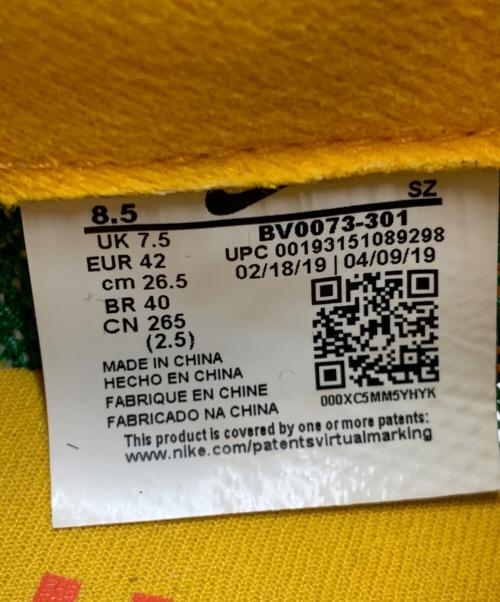 8.5
SZ
UK 7.5
EUR 42
cm 26.5
BR 40
CN 265
(2.5)
BV0073-301
UPC 00193151089298
02/18/19 | 04/09/19
000XC5MM5YHYK
MADE IN CHINA
HECHO EN CHINA
FABRIQUE EN CHINE
FABRICADO NA CHINA
This product is covered by one or more patents:
www.nike.com/patentsvirtualmarking